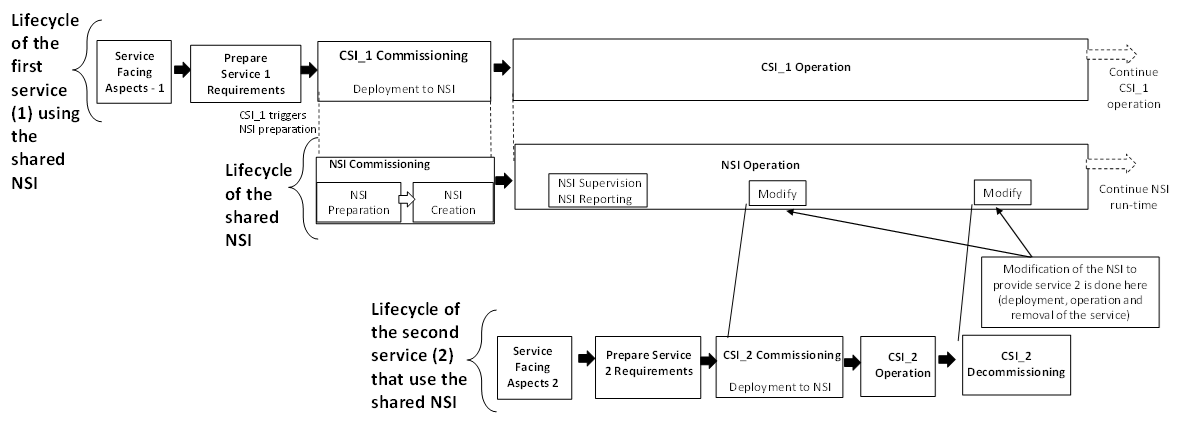 Lifecycle
of the
first
service
(1) using
the
shared
NSI
Service
Facing
Aspects - 1
Prepare
Service 1
Requirements
CSI_1 Commissioning
Deployment to NSI
CSI_1 Operation
Continue
CSI_1
operation
CSI_1 triggers
NSI preparation
Lifecycle
of the
shared
NSI
NSI Commissioning
NSI
Preparation
NSI
Creation
NSI Operation
NSI Supervision
NSI Reporting
Modify
Modify
Continue NSI
run-time
Modification of the NSI to
provide service 2 is done here
(deployment, operation and
removal of the service)
Lifecycle of
the second
service (2)
that use the
shared NSI
Service
Facing
Aspects 2
Prepare Service
2 Requirements
CSI_2 Commissioning
Deployment to NSI
CSI_2
Operation
CSI_2
Decommissioning